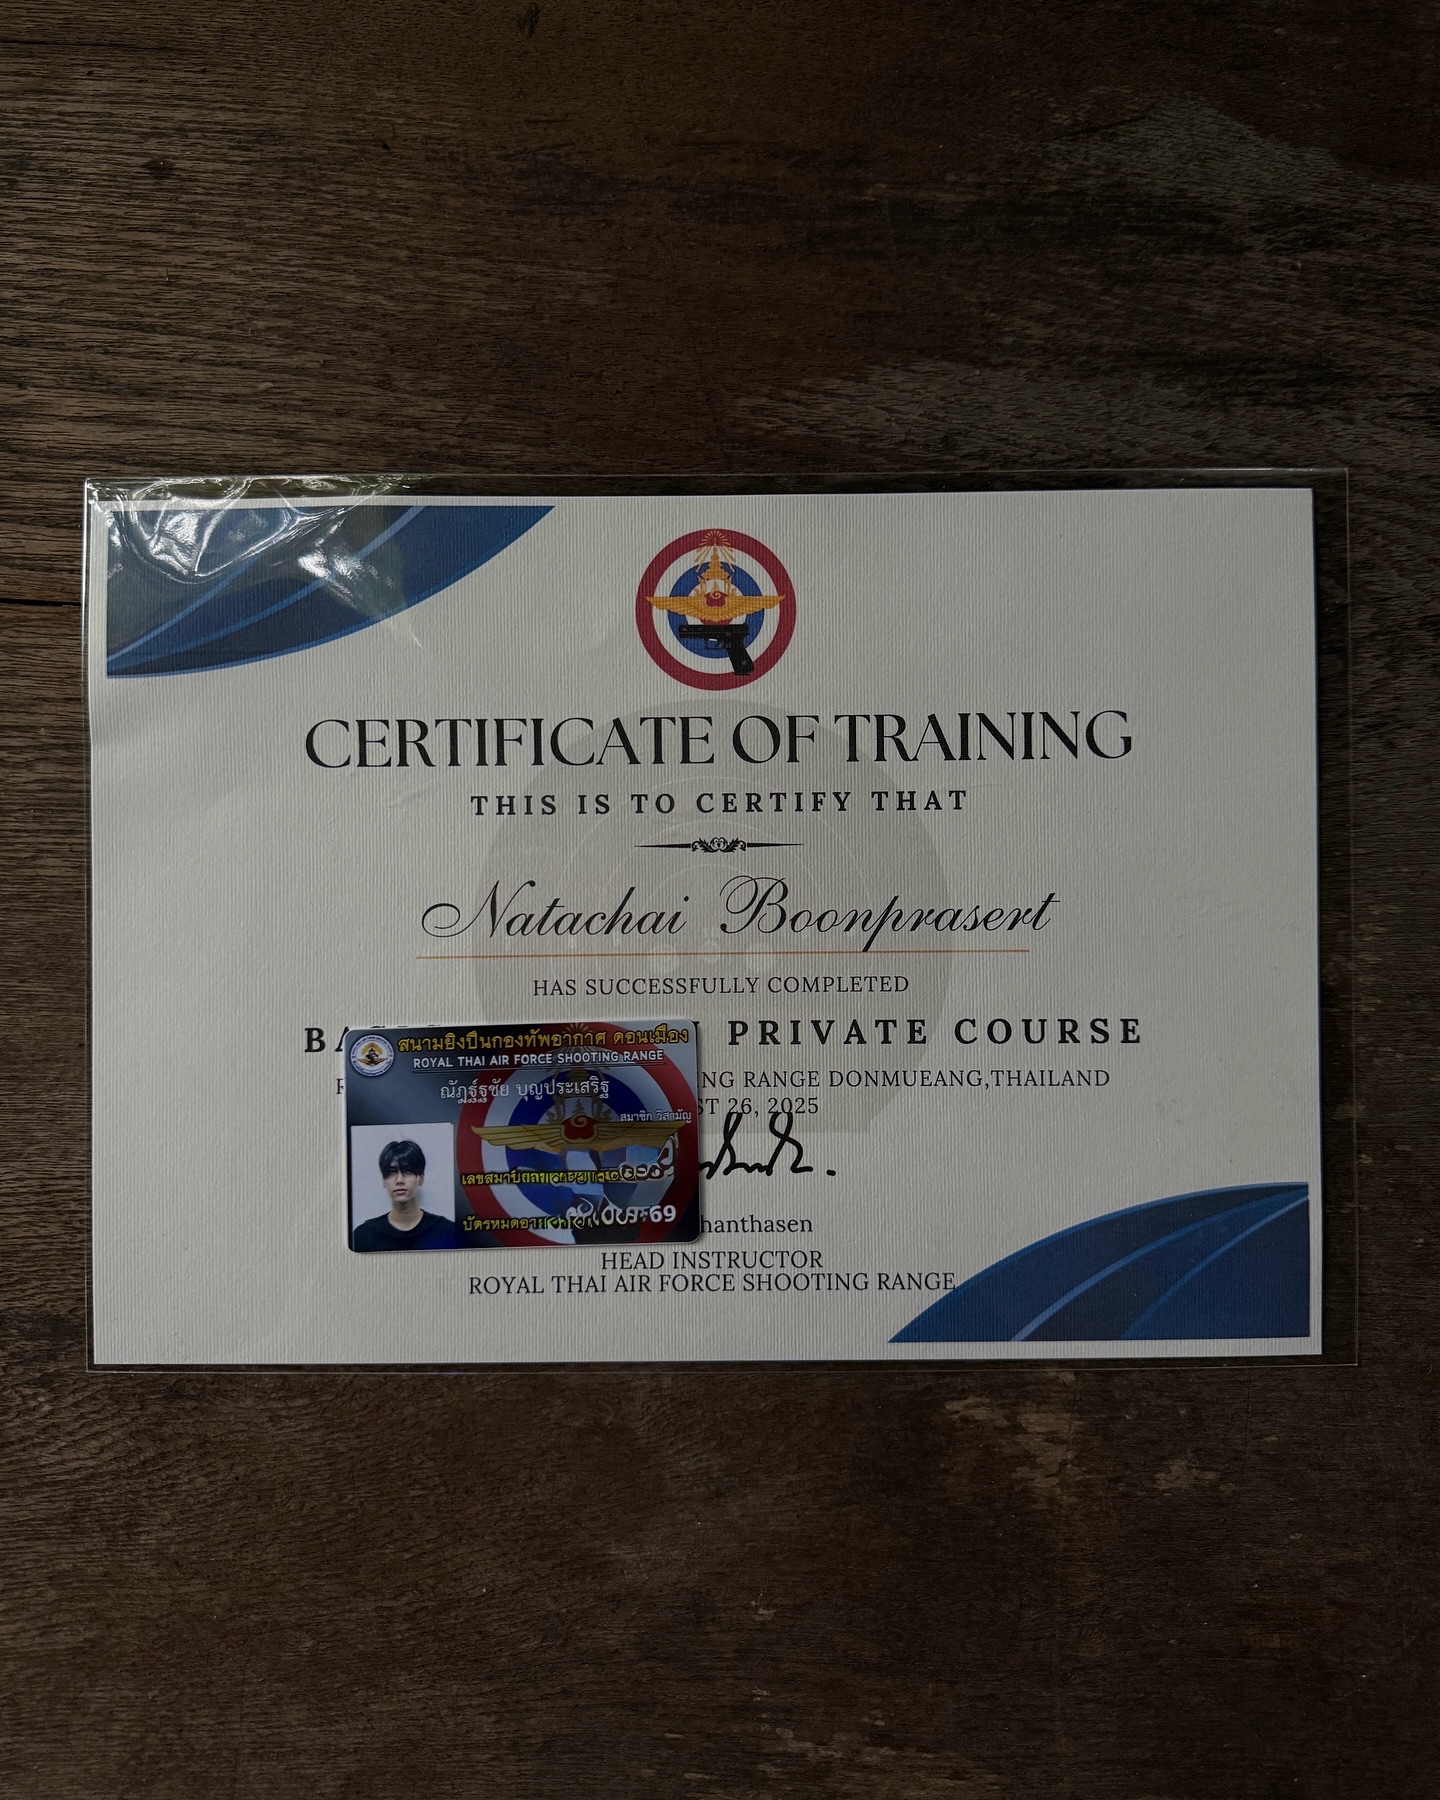 CERTIFICATE OF TRAINING
THIS IS TO CERTIFY THAT
Natachai Boonprasert
HAS SUCCESSFULLY COMPLETED
PRIVATE COURSE
RANGE DONMUEANG,THAILAND
26, 2025
สนามยิงปืนกองทัพอากาศ ดอนเมือง
ROYAL THAI AIR FORCE SHOOTING RANGE
ณัฏฐ์ฐชัย บุญประเสริฐ
สมาชิก วิสามัญ
69
HEAD INSTRUCTOR
ROYAL THAI AIR FORCE SHOOTING RANGE